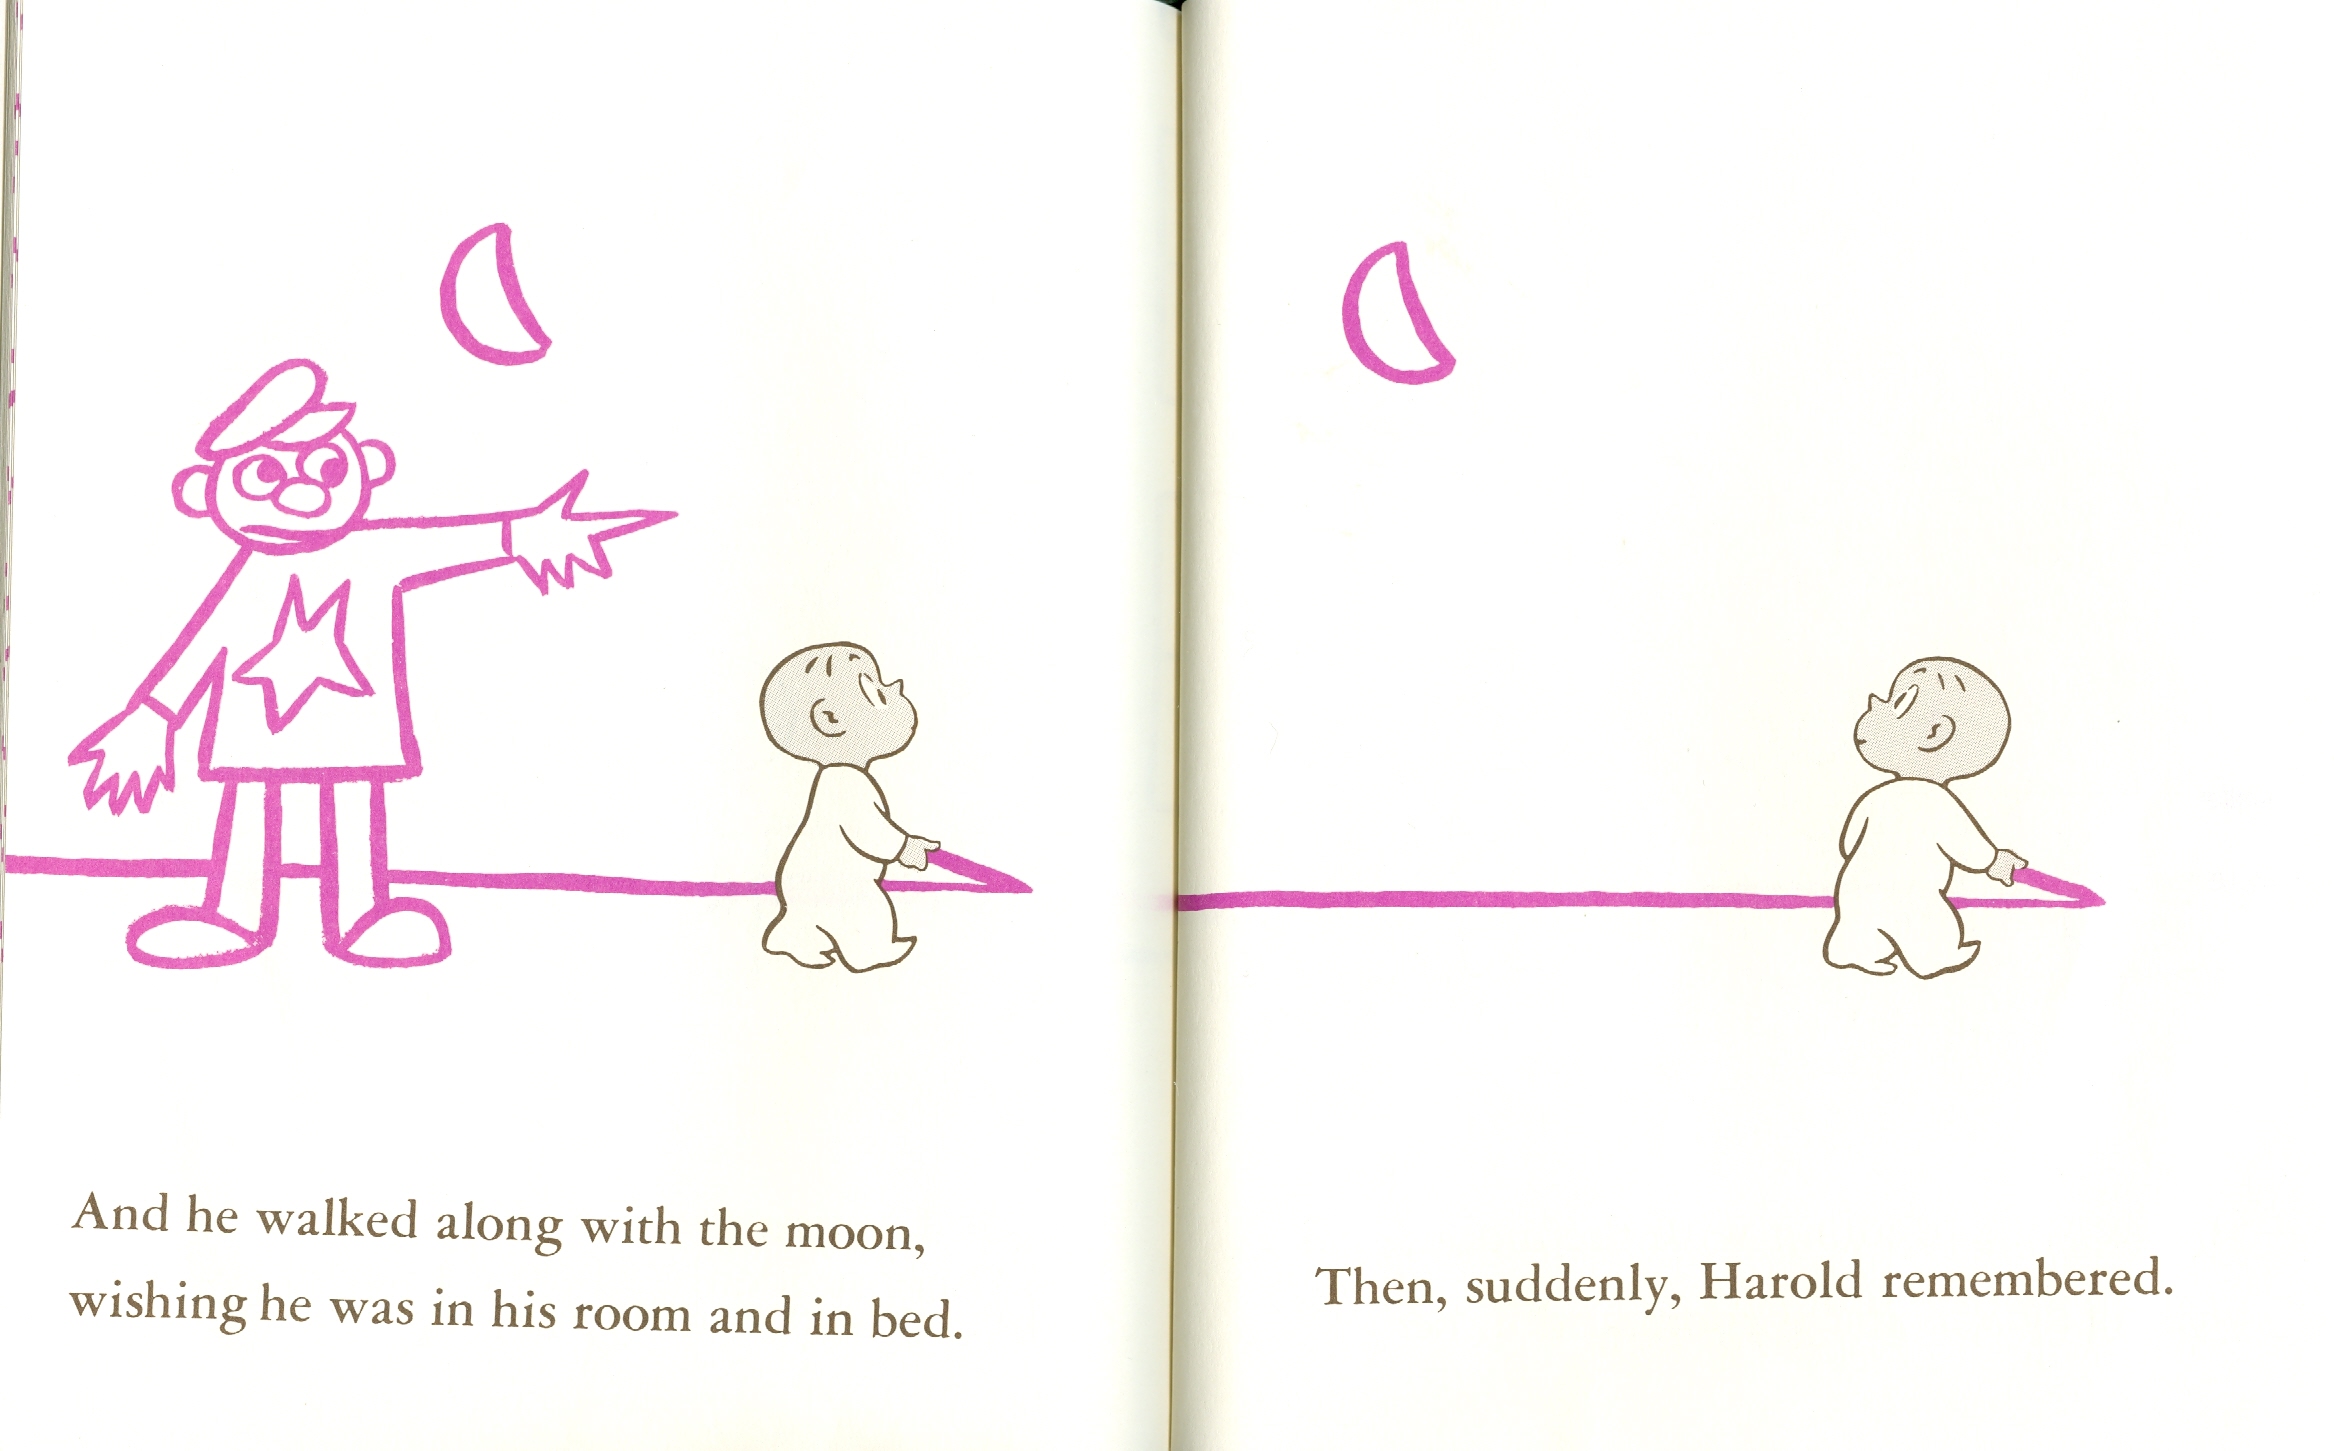 And he walked along with the moon,
wishing he was in his room and in bed.
Then, suddenly, Harold remembered.